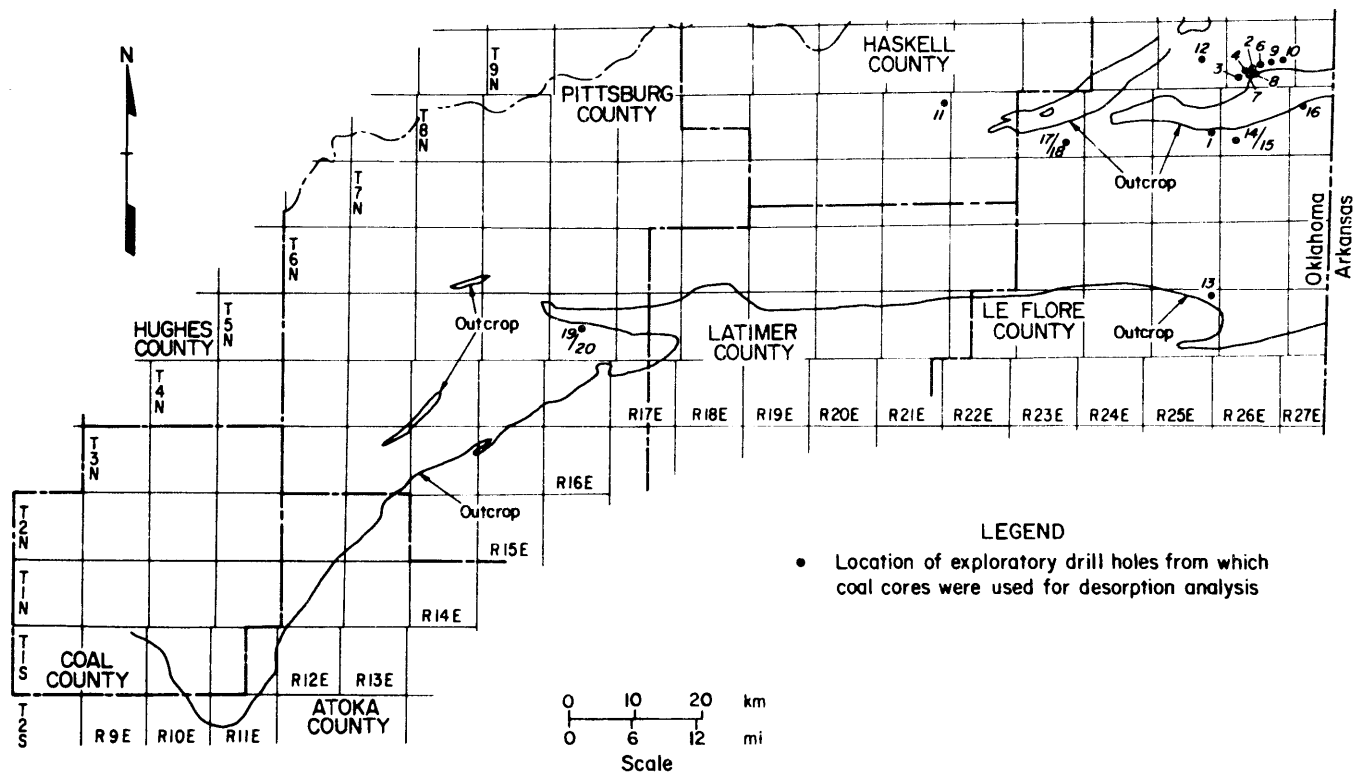 N
T9N
PITTSBURG
COUNTY
HASKELL
COUNTY
12
2
6
9
10
4
3
8
7
T8N
11
16
17/18
1
14/15
Outcrop
T7N
T6N
Oklahoma
Arkansas
13
HUGHES
COUNTY
T5N
Outcrop
19/20
LATIMER
COUNTY
LE FLORE
COUNTY
Outcrop
T4N
R17E
R18E
R19E
R20E
R21E
R22E
R23E
R24E
R25E
R26E
R27E
T3N
R16E
Outcrop
T2N
R15E
LEGEND
Location of exploratory drill holes from which
coal cores were used for desorption analysis
T1N
R14E
T1S
COAL
COUNTY
R12E
R13E
ATOKA
COUNTY
T2S
R9E
R10E
R11E
0 10 20 km
0 6 12 mi
Scale